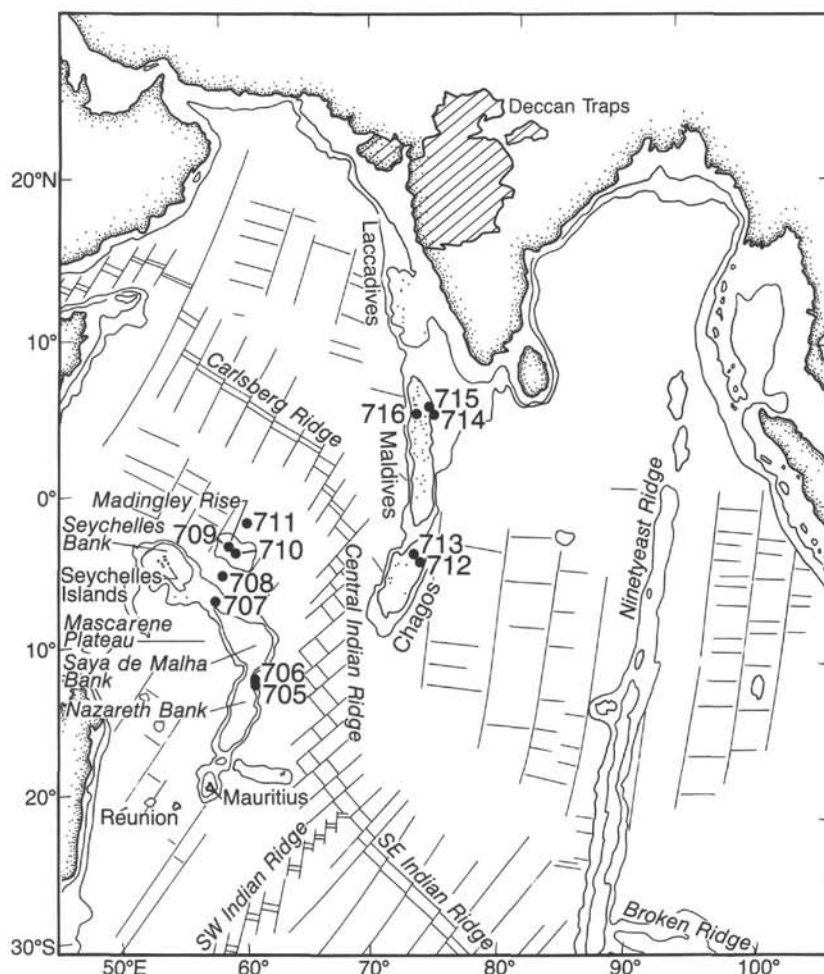 Deccan Traps
20°N
Laccadives
10°
Carlsberg Ridge
715
716
714
Maldives
Ninetyeast Ridge
0°
Madingley Rise
711
709
Seychelles
Bank
710
713
Seychelles
Islands
708
712
707
Central Indian Ridge
Chagos
Mascarene
Plateau
10°
Saya de Malha
Bank
706
705
Nazareth Bank
20°
Mauritius
Réunion
SW Indian Ridge
SE Indian Ridge
Broken Ridge
30°S
50°E
60°
70°
80°
90°
100°